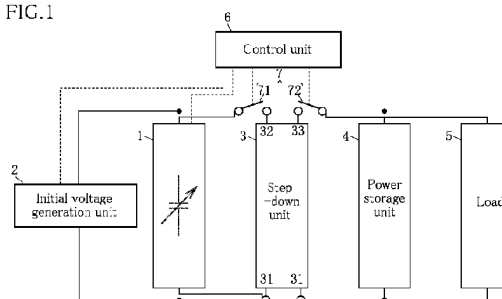 FIG.1
6
Control unit
7
71 72
1
32 33
3
4
5
2
Initial voltage
generation unit
Step
-down
unit
Power
storage
unit
Load
31 31